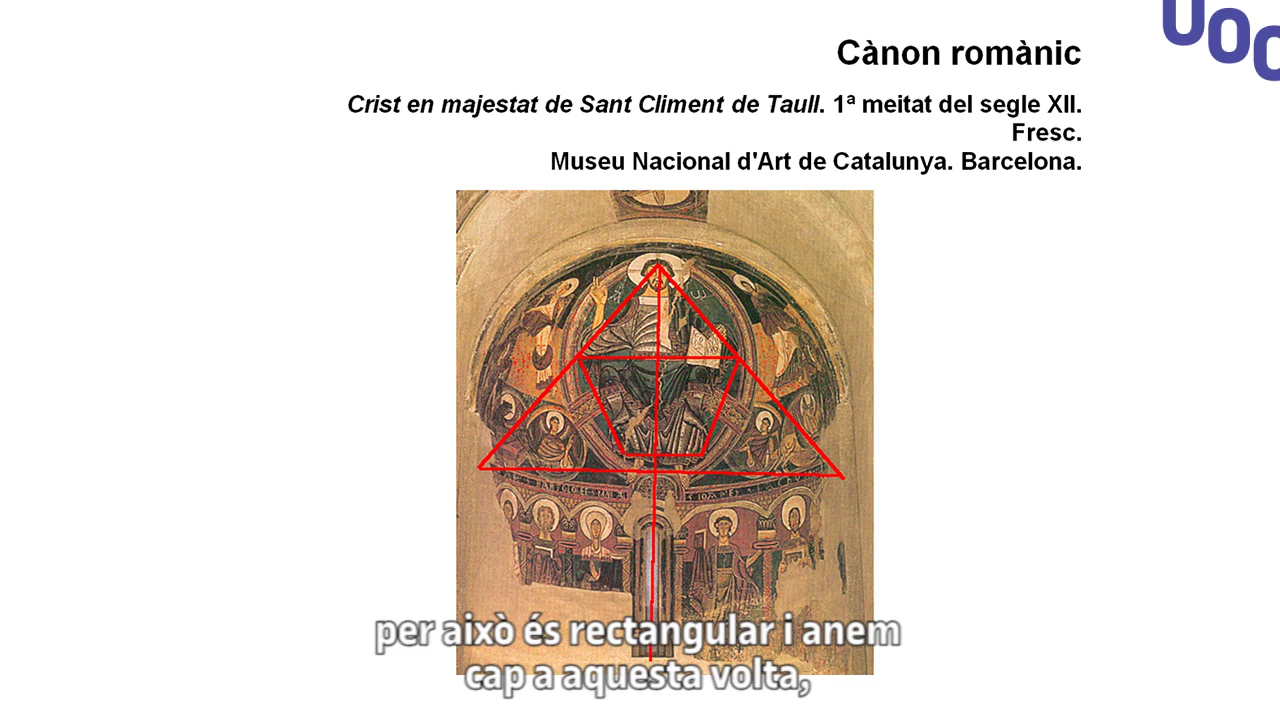 UOC
Cànon romànic
Crist en majestat de Sant Climent de Taull. 1ª meitat del segle XII.
Fresc.
Museu Nacional d'Art de Catalunya. Barcelona.
per això és rectangular i anem
cap a aquesta volta,